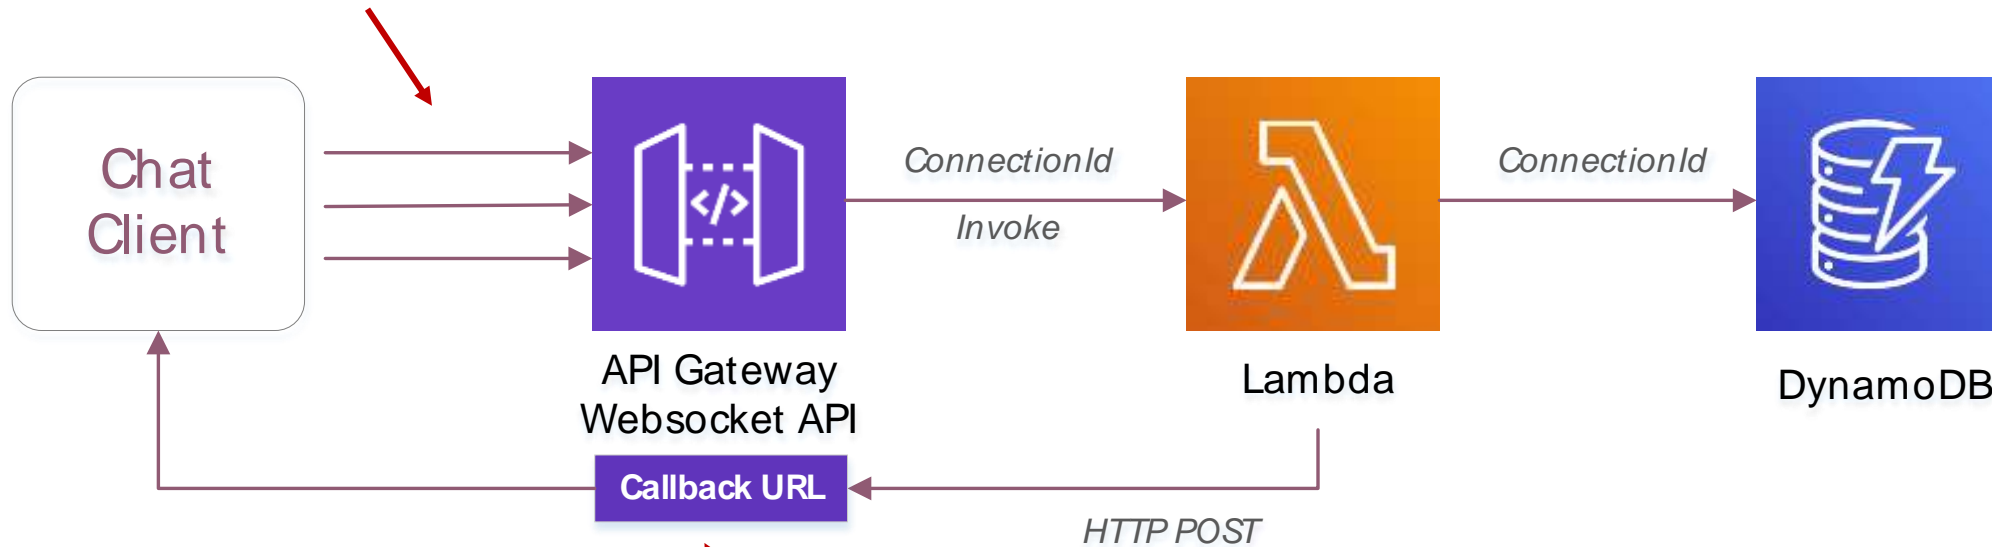 Chat
Client
</>
ConnectionId
Invoke
ConnectionId
API Gateway
Websocket API
Lambda
DynamoDB
Callback URL
HTTP POST